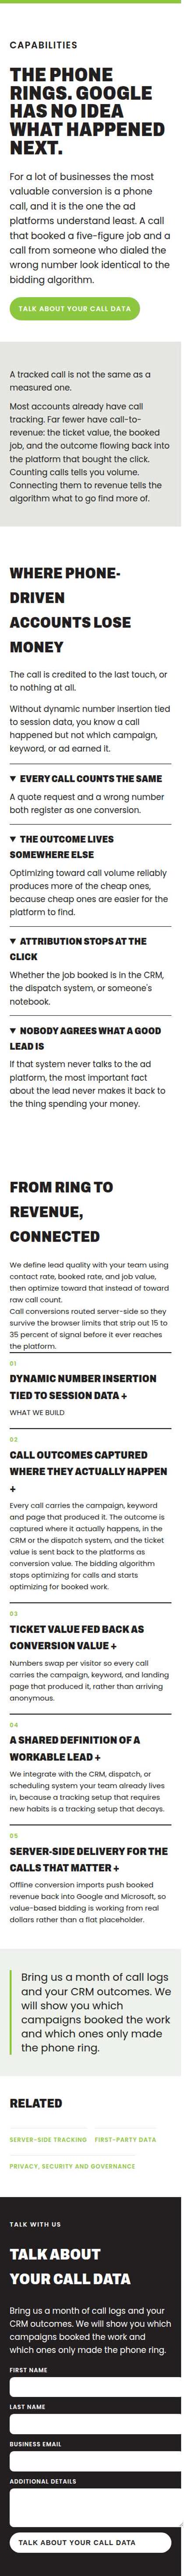 CAPABILITIES
THE PHONE
RINGS. GOOGLE
HAS NO IDEA
WHAT HAPPENED
NEXT.
For a lot of businesses the most
valuable conversion is a phone
call, and it is the one the ad
platforms understand least. A call
that booked a five-figure job and a
call from someone who dialed the
wrong number look identical to the
bidding algorithm.
TALK ABOUT YOUR CALL DATA
A tracked call is not the same as a
measured one.
Most accounts already have call
tracking. Far fewer have call-to-
revenue: the ticket value, the booked
job, and the outcome flowing back into
the platform that bought the click.
Counting calls tells you volume.
Connecting them to revenue tells the
algorithm what to go find more of.
WHERE PHONE-
DRIVEN
ACCOUNTS LOSE
MONEY
The call is credited to the last touch, or
to nothing at all.
Without dynamic number insertion tied
to session data, you know a call
happened but not which campaign,
keyword, or ad earned it.
▼ EVERY CALL COUNTS THE SAME
A quote request and a wrong number
both register as one conversion.
▼ THE OUTCOME LIVES
SOMEWHERE ELSE
Optimizing toward call volume reliably
produces more of the cheap ones,
because cheap ones are easier for the
platform to find.
▼ ATTRIBUTION STOPS AT THE
CLICK
Whether the job booked is in the CRM,
the dispatch system, or someone's
notebook.
▼ NOBODY AGREES WHAT A GOOD
LEAD IS
If that system never talks to the ad
platform, the most important fact
about the lead never makes it back to
the thing spending your money.
FROM RING TO
REVENUE,
CONNECTED
We define lead quality with your team using
contact rate, booked rate, and job value,
then optimize toward that instead of toward
raw call count.
Call conversions routed server-side so they
survive the browser limits that strip out 15 to
35 percent of signal before it ever reaches
the platform.
01
DYNAMIC NUMBER INSERTION
TIED TO SESSION DATA +
WHAT WE BUILD
02
CALL OUTCOMES CAPTURED
WHERE THEY ACTUALLY HAPPEN
+
Every call carries the campaign, keyword
and page that produced it. The outcome is
captured where it actually happens, in the
CRM or the dispatch system, and the ticket
value is sent back to the platforms as
conversion value. The bidding algorithm
stops optimizing for calls and starts
optimizing for booked work.
03
TICKET VALUE FED BACK AS
CONVERSION VALUE +
Numbers swap per visitor so every call
carries the campaign, keyword, and landing
page that produced it, rather than arriving
anonymous.
04
A SHARED DEFINITION OF A
WORKABLE LEAD +
We integrate with the CRM, dispatch, or
scheduling system your team already lives
in, because a tracking setup that requires
new habits is a tracking setup that decays.
05
SERVER-SIDE DELIVERY FOR THE
CALLS THAT MATTER +
Offline conversion imports push booked
revenue back into Google and Microsoft, so
value-based bidding is working from real
dollars rather than a flat placeholder.
Bring us a month of call logs
and your CRM outcomes. We
will show you which
campaigns booked the work
and which ones only made
the phone ring.
RELATED
SERVER-SIDE TRACKING FIRST-PARTY DATA
PRIVACY, SECURITY AND GOVERNANCE
TALK WITH US
TALK ABOUT
YOUR CALL DATA
Bring us a month of call logs and your
CRM outcomes. We will show you which
campaigns booked the work and
which ones only made the phone ring.
FIRST NAME
LAST NAME
BUSINESS EMAIL
ADDITIONAL DETAILS
TALK ABOUT YOUR CALL DATA